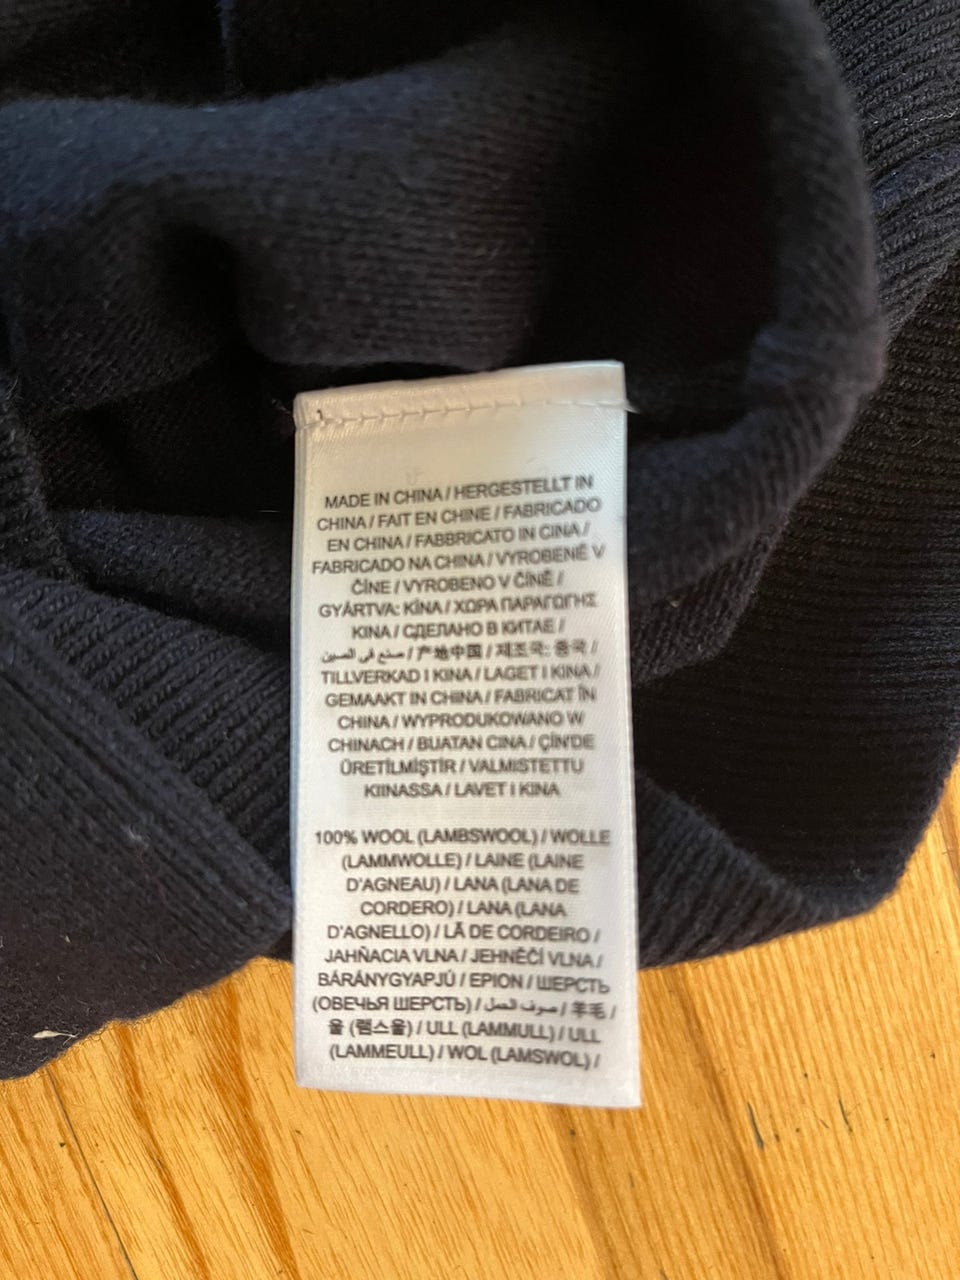 MADE IN CHINA / HERGESTELLT IN
CHINA / FAIT EN CHINE / FABRICADO
EN CHINA / FABBRICATO IN CINA /
FABRICADO NA CHINA / VYROBENÉ V
ČÍNE / VYROBENO V ČÍNĚ /
GYÁRTVA: KÍNA / ΧΩΡΑ ΠΑΡΑΓΩΓΗΣ
ΚΙΝΑ / СДЕЛАНО В КИТАЕ /
صنع في الصين / 产地中国 / 제조국: 중국 /
TILLVERKAD I KINA / LAGET I KINA /
GEMAAKT IN CHINA / FABRICAT ÎN
CHINA / WYPRODUKOWANO W
CHINACH / BUATAN CINA / ÇİN'DE
ÜRETİLMİŞTİR / VALMISTETTU
KIINASSA / LAVET I KINA
100% WOOL (LAMBSWOOL) / WOLLE
(LAMMWOLLE) / LAINE (LAINE
D'AGNEAU) / LANA (LANA DE
CORDERO) / LANA (LANA
D'AGNELLO) / LÃ DE CORDEIRO /
JAHŇACIA VLNA / JEHNĚČÍ VLNA /
BÁRÁNYGYAPJÚ / ΕΡΙΟΝ / ШЕРСТЬ
(ОВЕЧЬЯ ШЕРСТЬ) / صوف الحمل / 羊毛 /
울 (램스울) / ULL (LAMMULL) / ULL
(LAMMEULL) / WOL (LAMSWOL) /